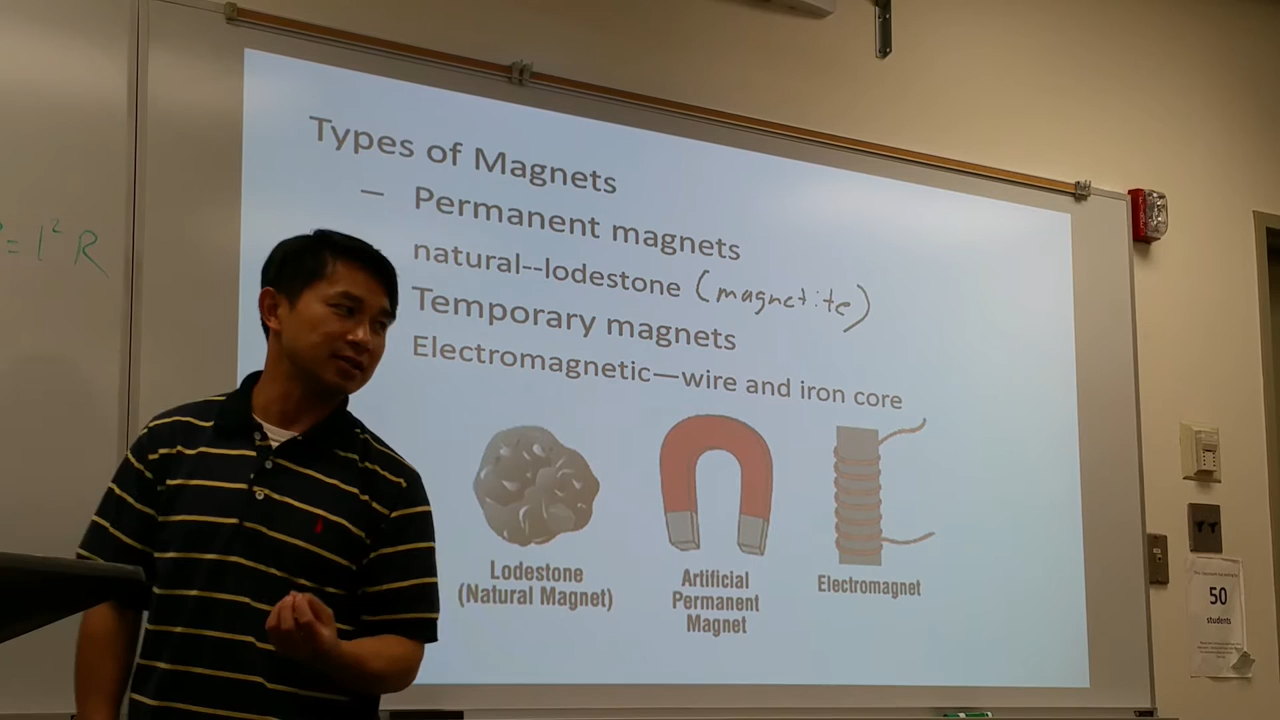 = I² R
Types of Magnets
– Permanent magnets
natural--lodestone (magnetite)
Temporary magnets
Electromagnetic—wire and iron core
Lodestone
(Natural Magnet)
Artificial
Permanent
Magnet
Electromagnet
50
students